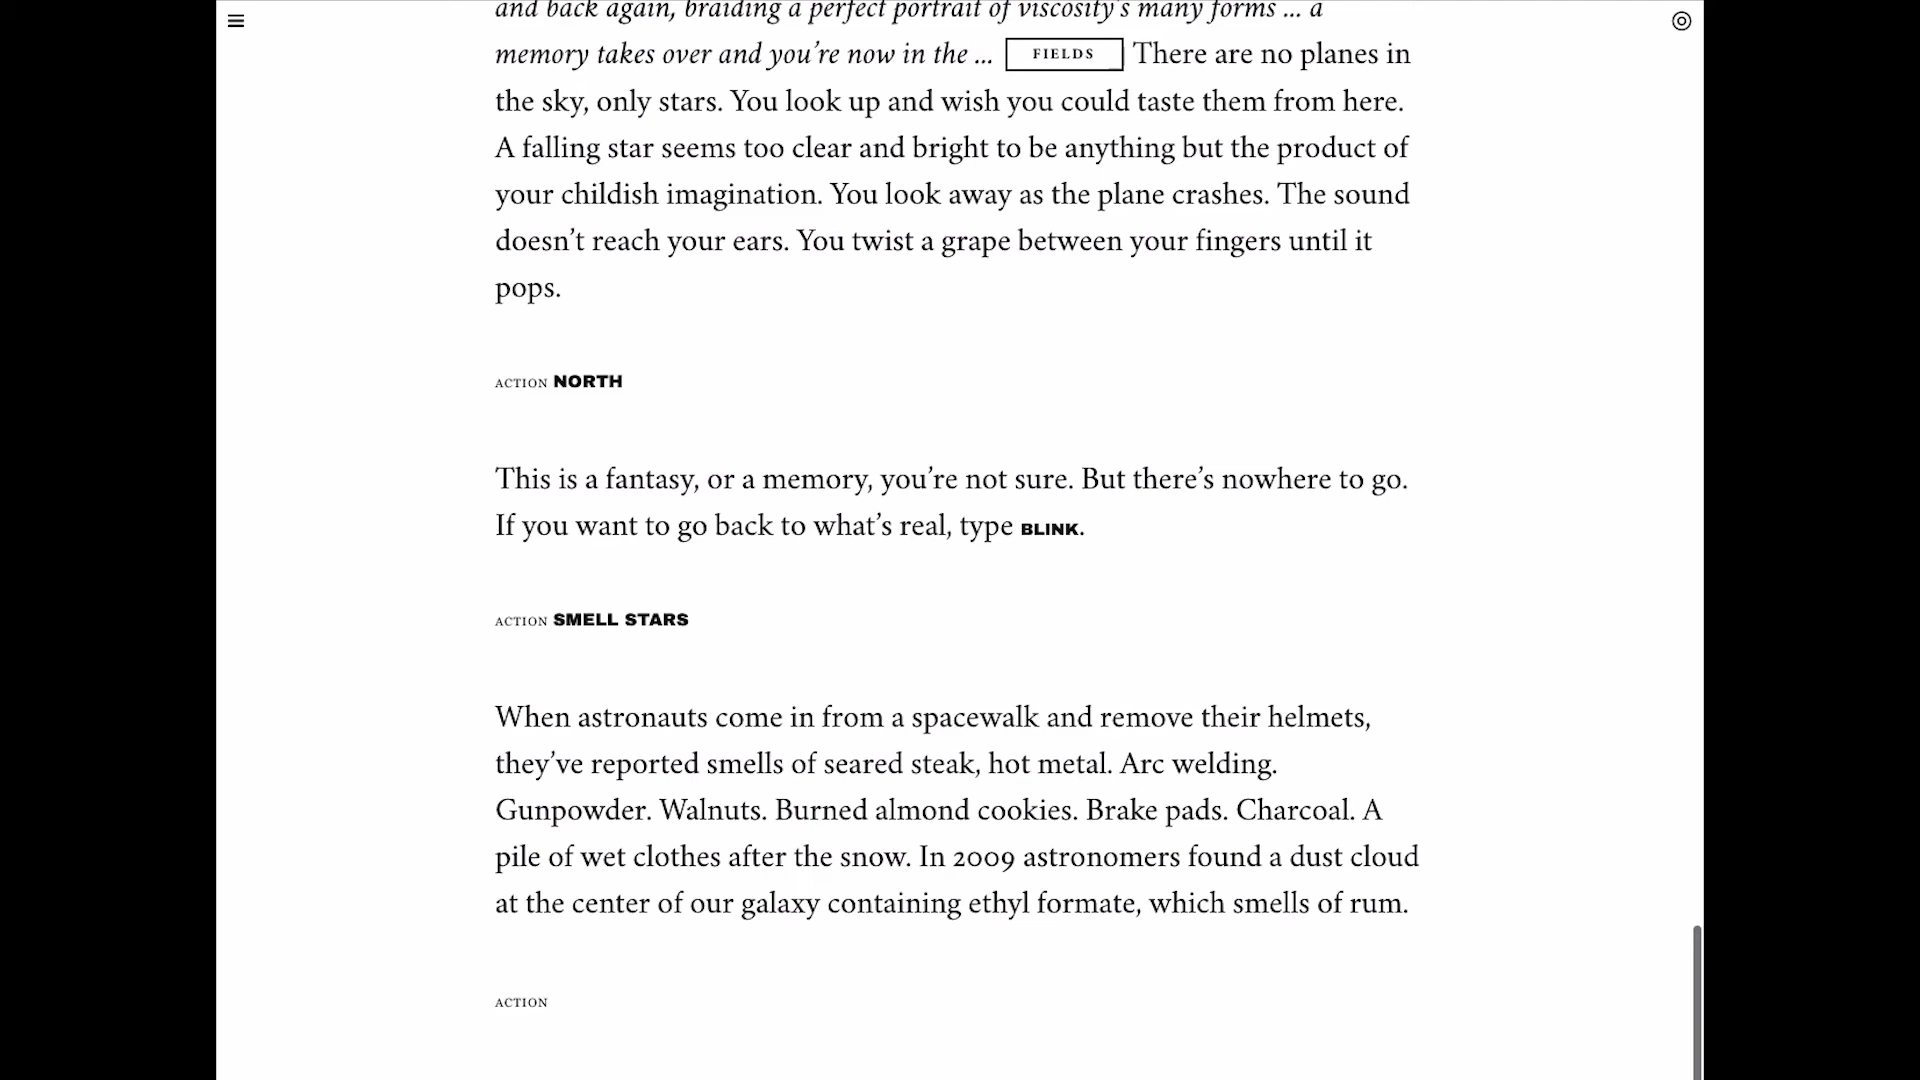 and back again, braiding a perfect portrait of viscosity’s many forms ... a
memory takes over and you’re now in the ... FIELDS There are no planes in
the sky, only stars. You look up and wish you could taste them from here.
A falling star seems too clear and bright to be anything but the product of
your childish imagination. You look away as the plane crashes. The sound
doesn’t reach your ears. You twist a grape between your fingers until it
pops.
ACTION NORTH
This is a fantasy, or a memory, you’re not sure. But there’s nowhere to go.
If you want to go back to what’s real, type BLINK.
ACTION SMELL STARS
When astronauts come in from a spacewalk and remove their helmets,
they’ve reported smells of seared steak, hot metal. Arc welding.
Gunpowder. Walnuts. Burned almond cookies. Brake pads. Charcoal. A
pile of wet clothes after the snow. In 2009 astronomers found a dust cloud
at the center of our galaxy containing ethyl formate, which smells of rum.
ACTION